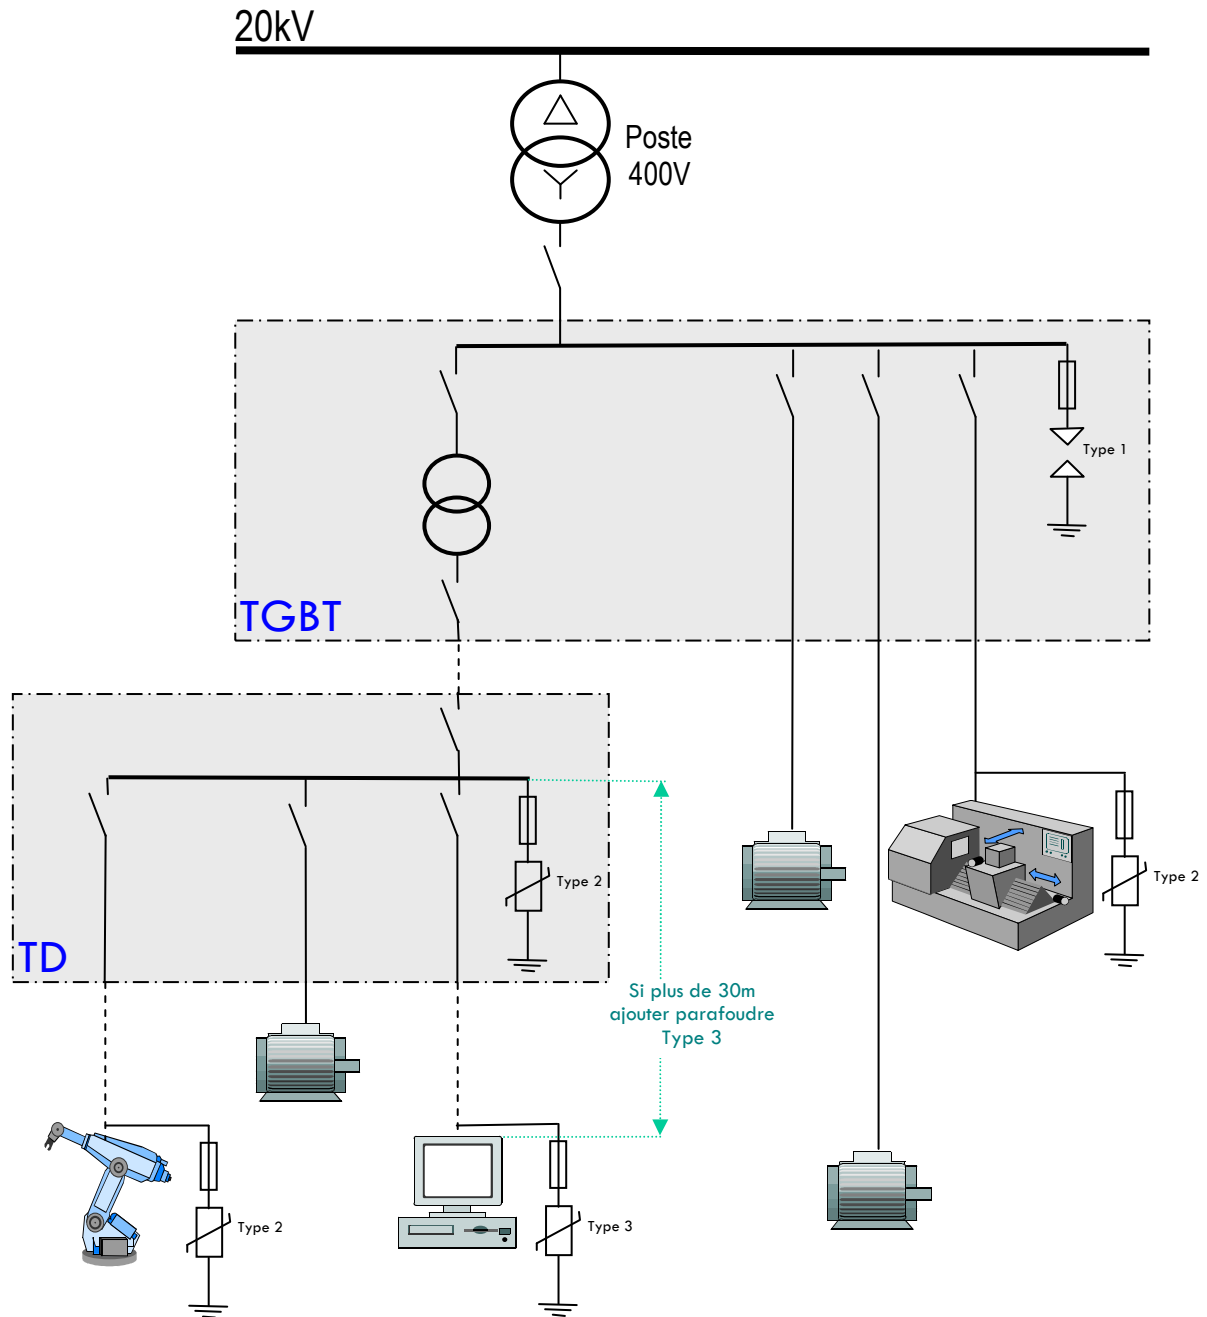 20kV
Poste
400V
Type 1
TGBT
Type 2
Type 2
TD
Si plus de 30m
ajouter parafoudre
Type 3
Type 2
Type 3